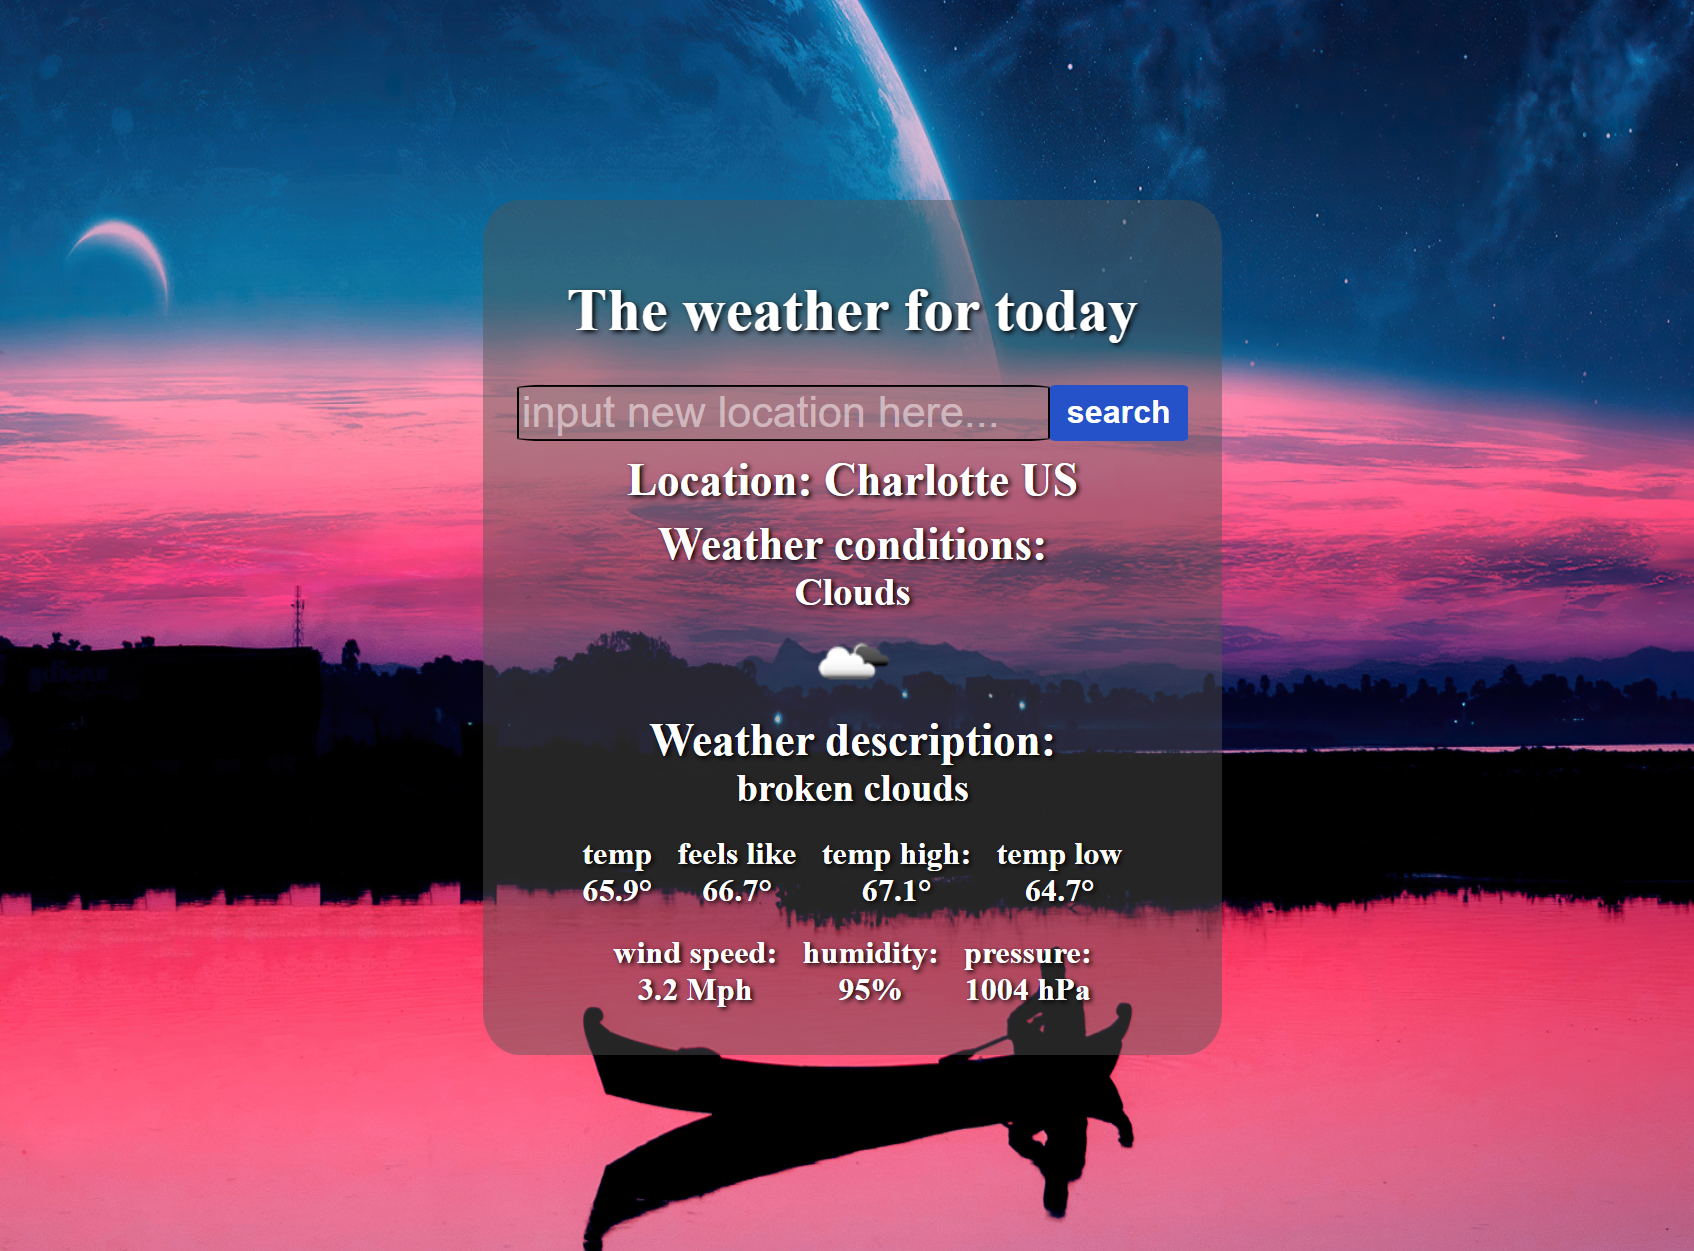 The weather for today
input new location here...
search
Location: Charlotte US
Weather conditions:
Clouds
Weather description:
broken clouds
temp feels like temp high: temp low
65.9° 66.7° 67.1° 64.7°
wind speed: humidity: pressure:
3.2 Mph 95% 1004 hPa